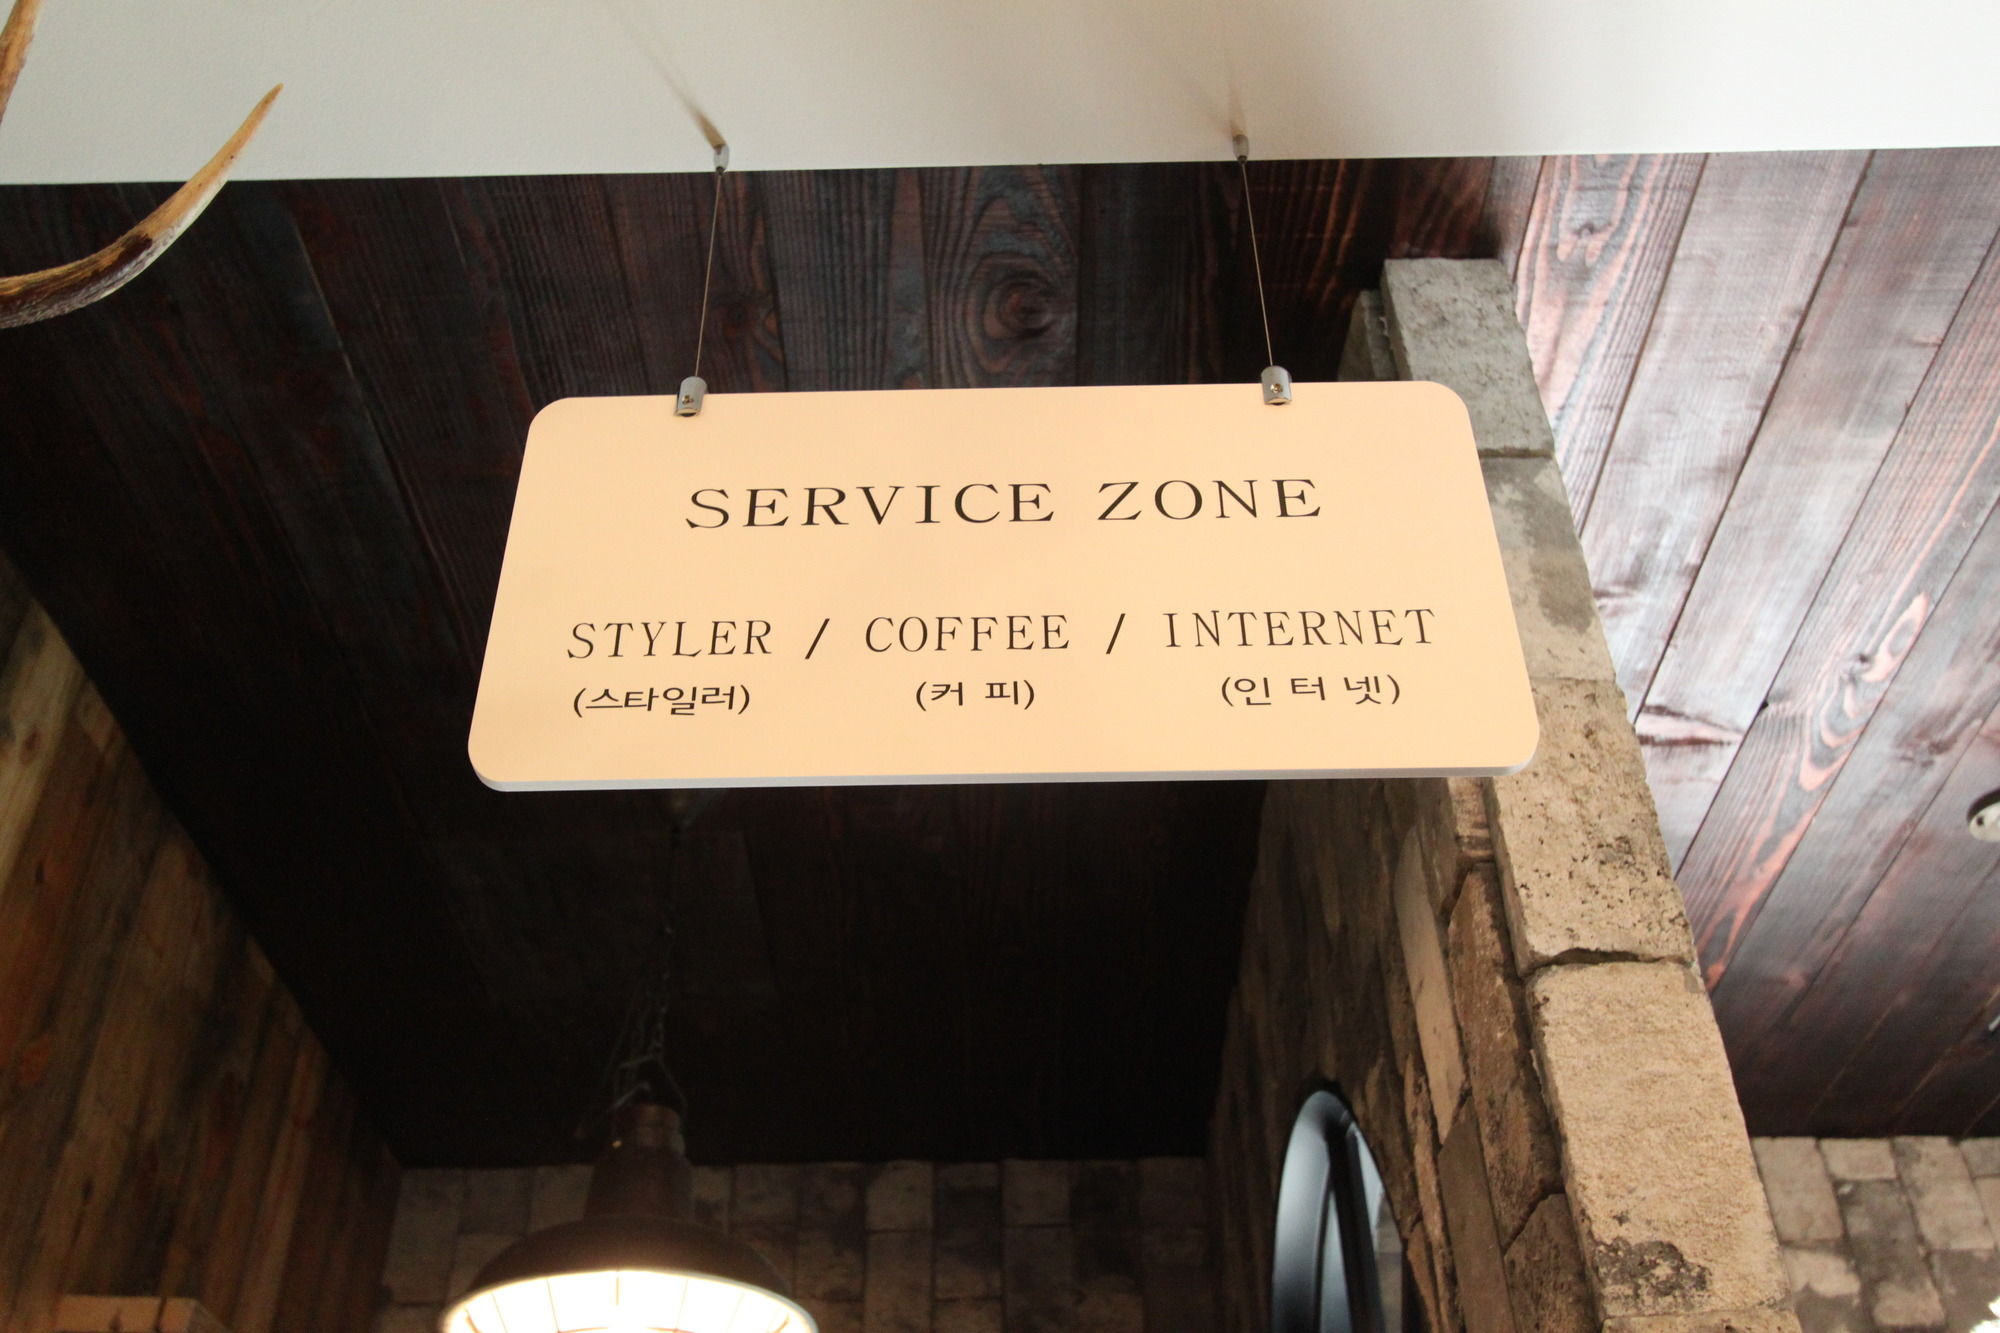 SERVICE ZONE
STYLER / COFFEE / INTERNET
(스타일러) (커 피) (인 터 넷)